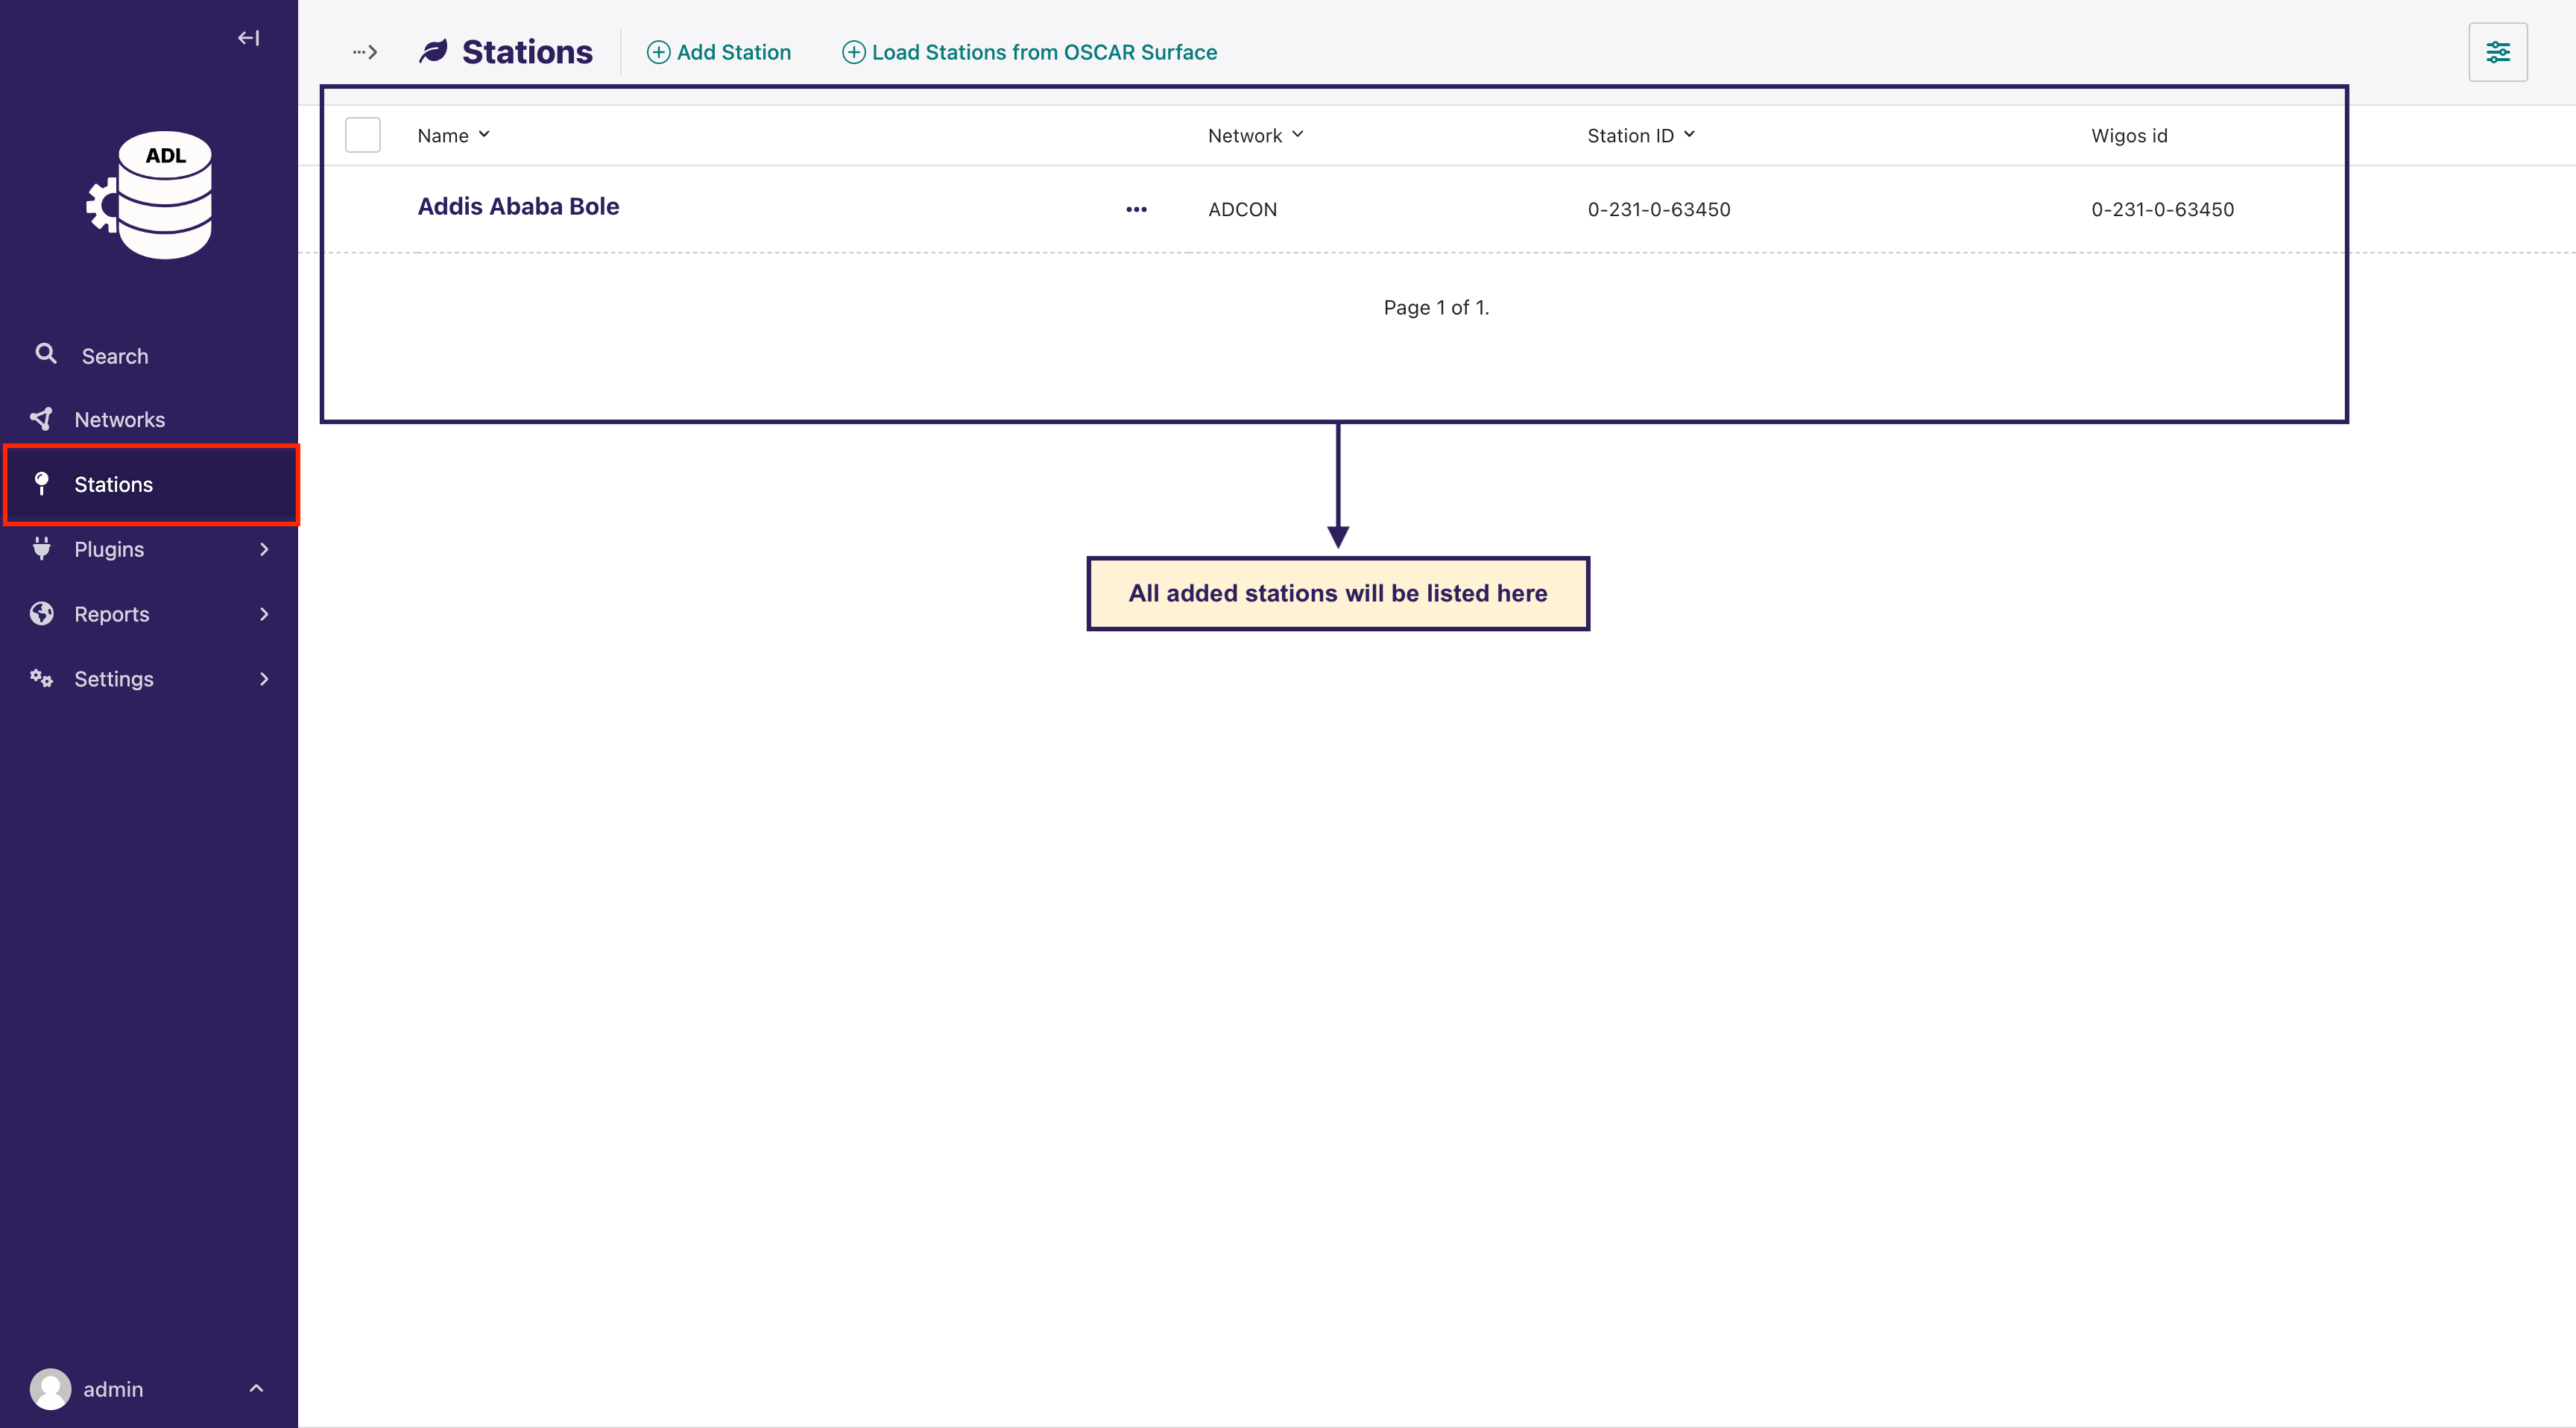 ADL
Search
Networks
Stations
Plugins
Reports
Settings
admin
Stations
Add Station
Load Stations from OSCAR Surface
Name Network Station ID Wigos id
Addis Ababa Bole ADCON 0-231-0-63450 0-231-0-63450
Page 1 of 1.
All added stations will be listed here